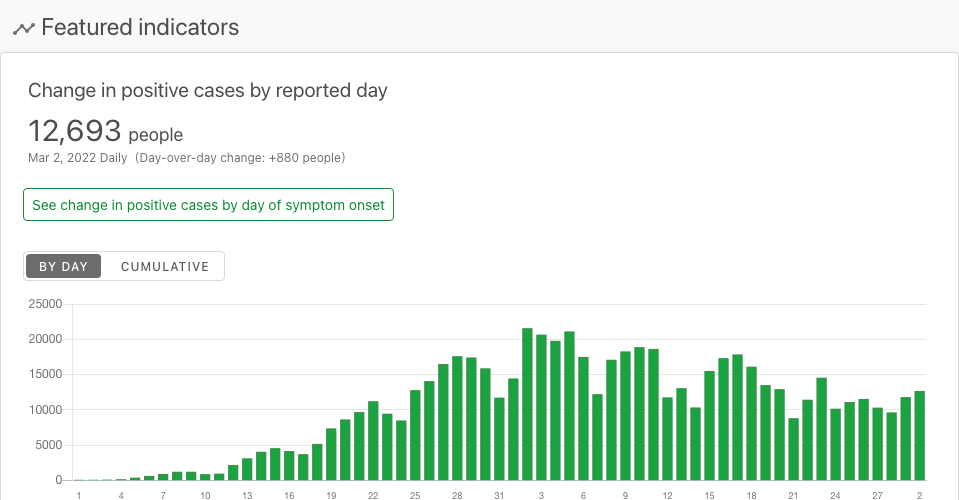 Featured indicators
Change in positive cases by reported day
12,693 people
Mar 2, 2022 Daily (Day-over-day change: +880 people)
See change in positive cases by day of symptom onset
BY DAY CUMULATIVE
25000
20000
15000
10000
5000
0
1 4 7 10 13 16 19 22 25 28 31 3 6 9 12 15 18 21 24 27 2